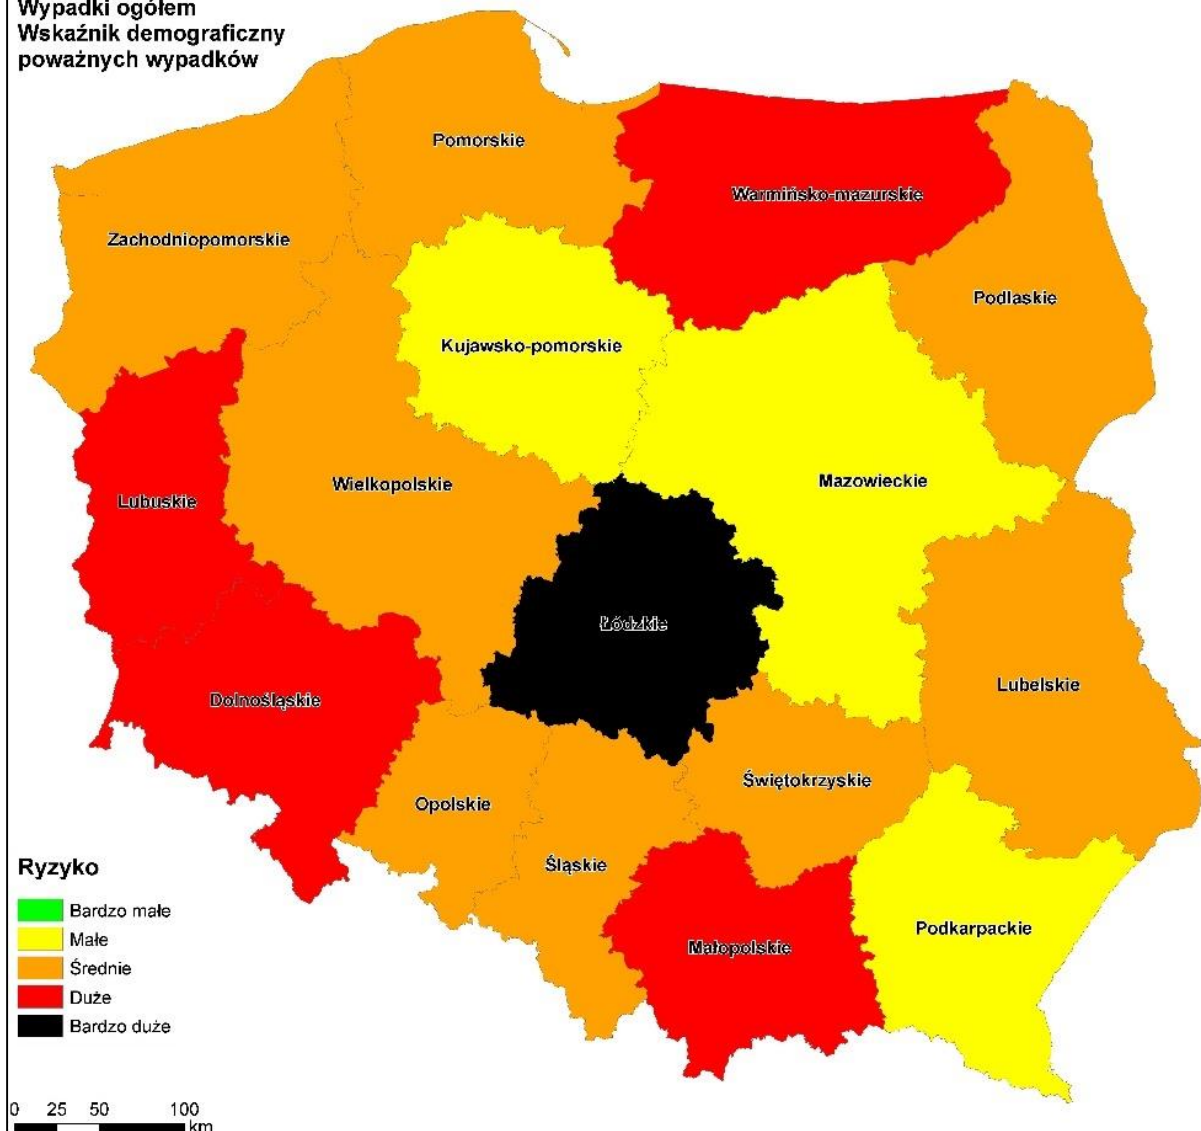 Wypadki ogółem
Wskaźnik demograficzny
poważnych wypadków
Pomorskie
Warmińsko-mazurskie
Zachodniopomorskie
Podlaskie
Kujawsko-pomorskie
Mazowieckie
Wielkopolskie
Lubuskie
Łódzkie
Lubelskie
Dolnośląskie
Świętokrzyskie
Opolskie
Śląskie
Podkarpackie
Małopolskie
Ryzyko
Bardzo małe
Małe
Średnie
Duże
Bardzo duże
0 25 50 100
km